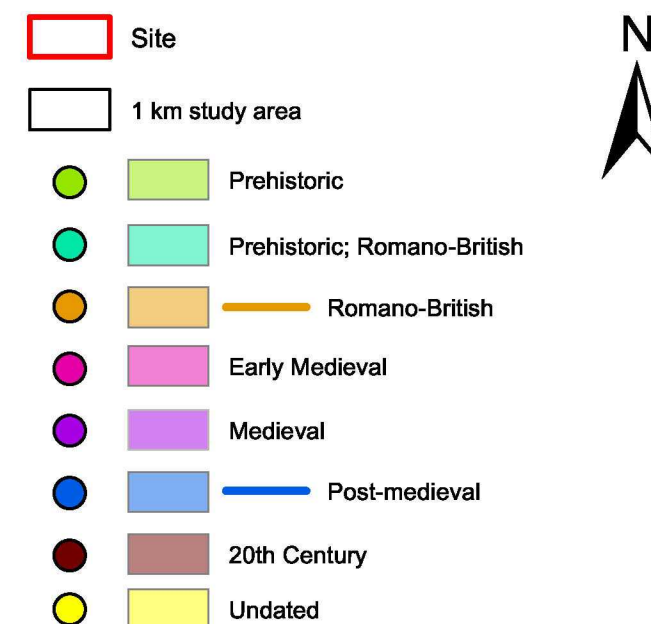 Site
N
1 km study area
Prehistoric
Prehistoric; Romano-British
Romano-British
Early Medieval
Medieval
Post-medieval
20th Century
Undated